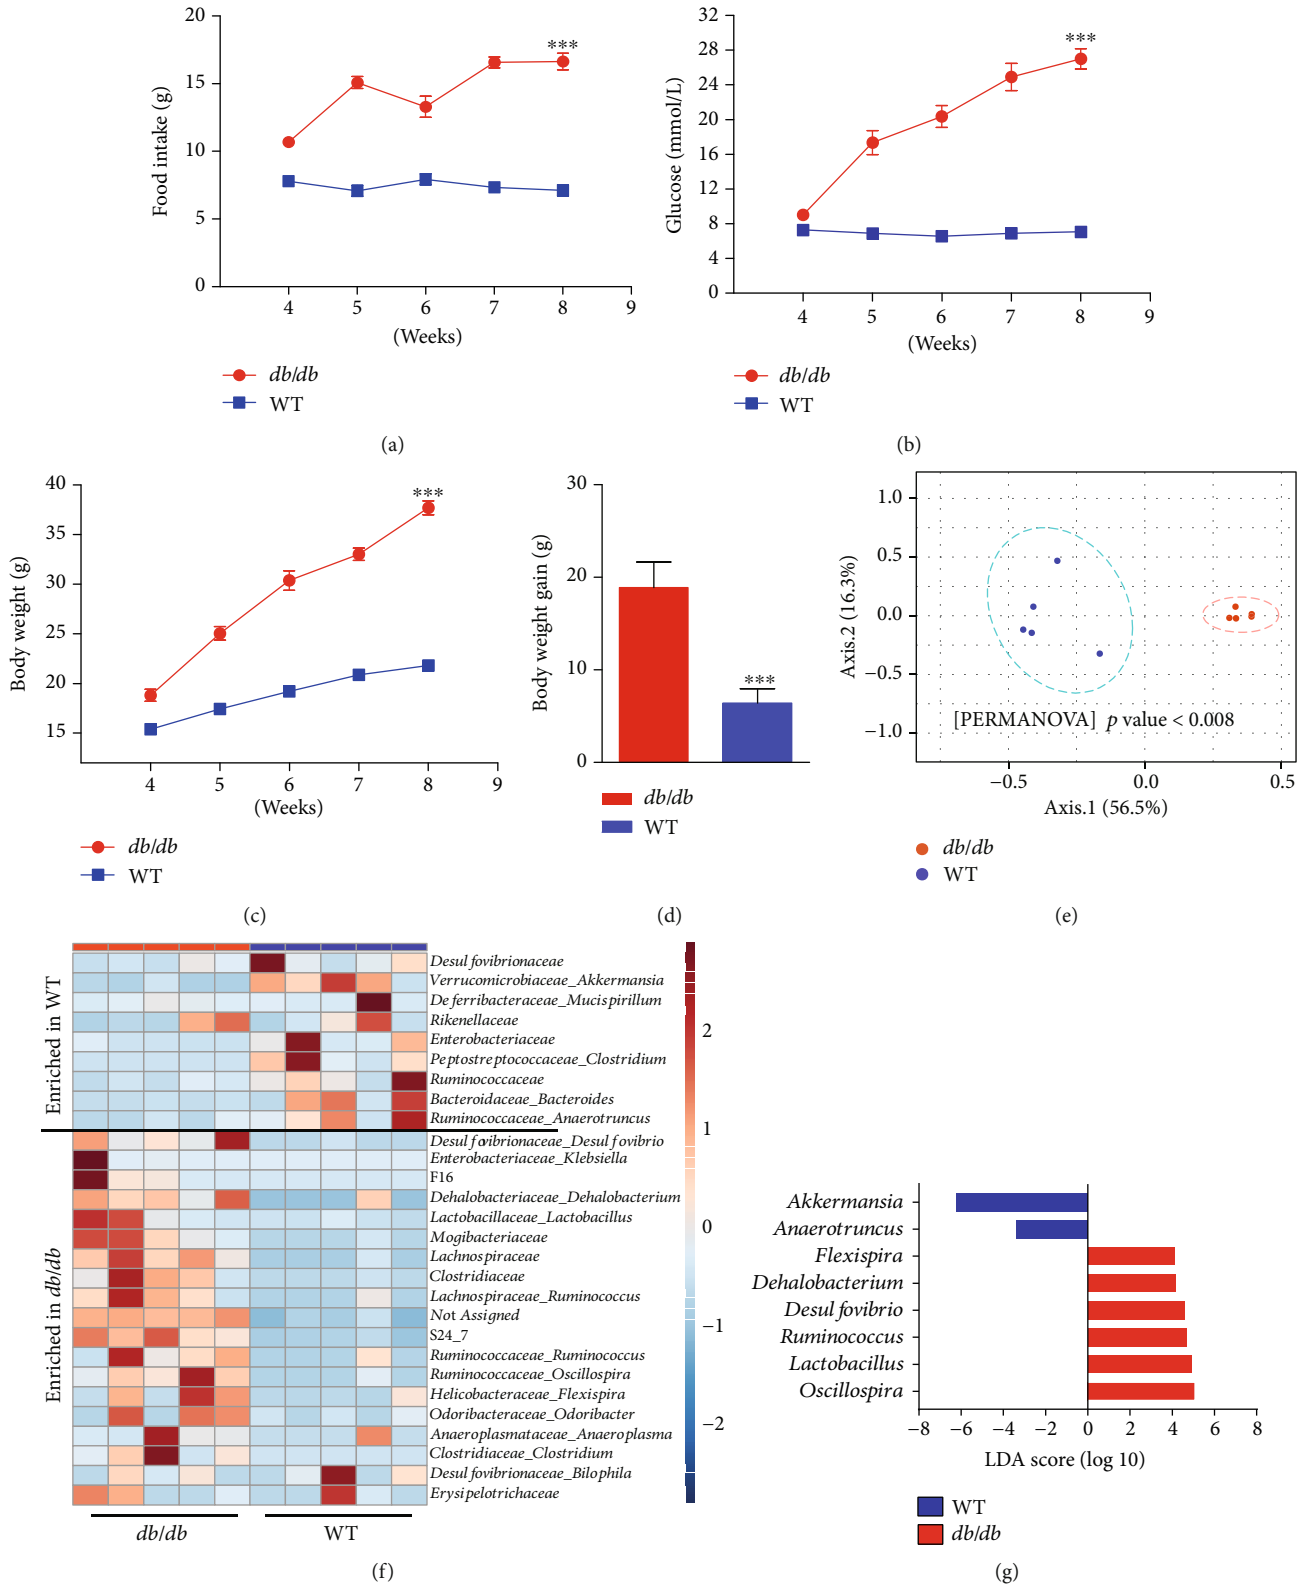 20
15
10
5
0
Food intake (g)
***
4 5 6 7 8 9
(Weeks)
db/db
WT
(a)
32
28
24
20
16
12
8
4
0
Glucose (mmol/L)
***
4 5 6 7 8 9
(Weeks)
db/db
WT
(b)
40
35
30
25
20
15
Body weight (g)
***
4 5 6 7 8 9
(Weeks)
db/db
WT
(c)
30
20
10
0
Body weight gain (g)
***
db/db
WT
(d)
1.0
0.5
0.0
−0.5
−1.0
Axis.2 (16.3%)
[PERMANOVA] p value < 0.008
−0.5 0.0 0.5
Axis.1 (56.5%)
db/db
WT
(e)
Enriched in WT
Desulfovibrionaceae
Verrucomicrobiaceae_Akkermansia
Deferribacteraceae_Mucispirillum
Rikenellaceae
Enterobacteriaceae
Peptostreptococcaceae_Clostridium
Ruminococcaceae
Bacteroidaceae_Bacteroides
Ruminococcaceae_Anaerotruncus
Enriched in db/db
Desulfovibrionaceae_Desulfovibrio
Enterobacteriaceae_Klebsiella
F16
Dehalobacteriaceae_Dehalobacterium
Lactobacillaceae_Lactobacillus
Mogibacteriaceae
Lachnospiraceae
Clostridiaceae
Lachnospiraceae_Ruminococcus
Not Assigned
S24_7
Ruminococcaceae_Ruminococcus
Ruminococcaceae_Oscillospira
Helicobacteraceae_Flexispira
Odoribacteraceae_Odoribacter
Anaeroplasmataceae_Anaeroplasma
Clostridiaceae_Clostridium
Desulfovibrionaceae_Bilophila
Erysipelotrichaceae
2
1
0
−1
−2
db/db WT
(f)
Akkermansia
Anaerotruncus
Flexispira
Dehalobacterium
Desulfovibrio
Ruminococcus
Lactobacillus
Oscillospira
−8 −6 −4 −2 0 2 4 6 8
LDA score (log 10)
WT
db/db
(g)